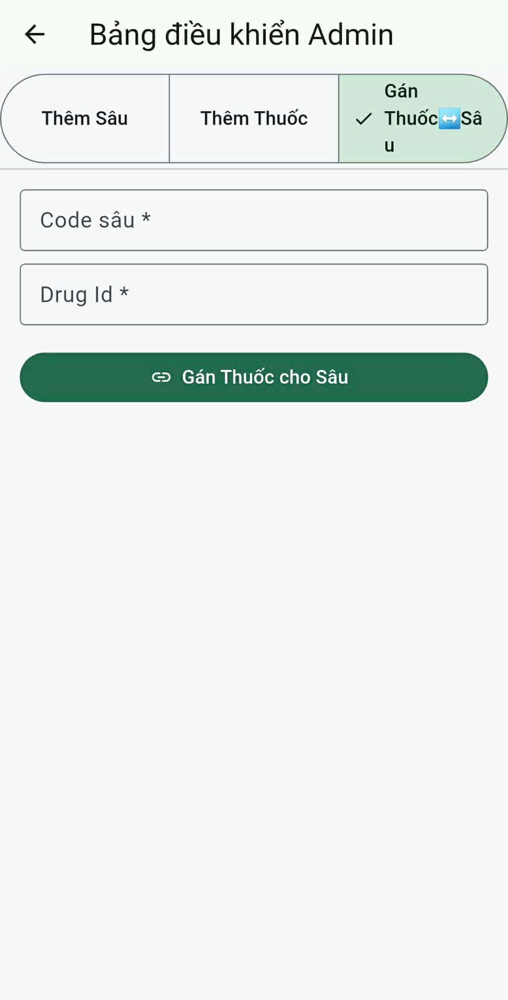 Bảng điều khiển Admin
Thêm Sâu
Thêm Thuốc
Gán
Thuốc↔️Sâ
u
Code sâu *
Drug Id *
Gán Thuốc cho Sâu